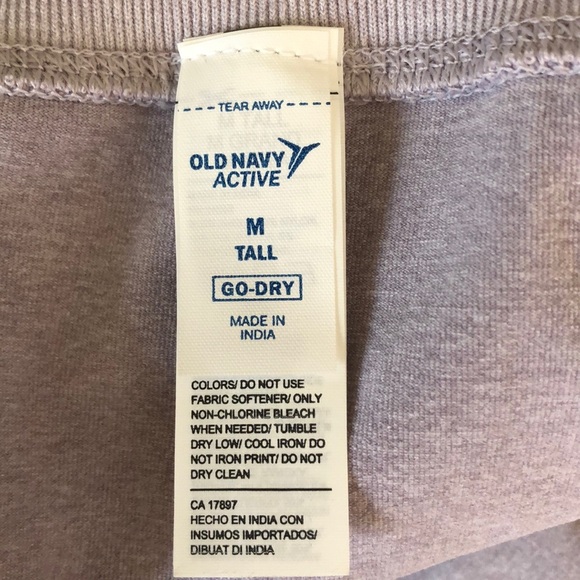 TEAR AWAY
OLD NAVY
ACTIVE
M
TALL
GO-DRY
MADE IN
INDIA
COLORS/ DO NOT USE
FABRIC SOFTENER/ ONLY
NON-CHLORINE BLEACH
WHEN NEEDED/ TUMBLE
DRY LOW/ COOL IRON/ DO
NOT IRON PRINT/ DO NOT
DRY CLEAN
CA 17897
HECHO EN INDIA CON
INSUMOS IMPORTADOS/
DIBUAT DI INDIA